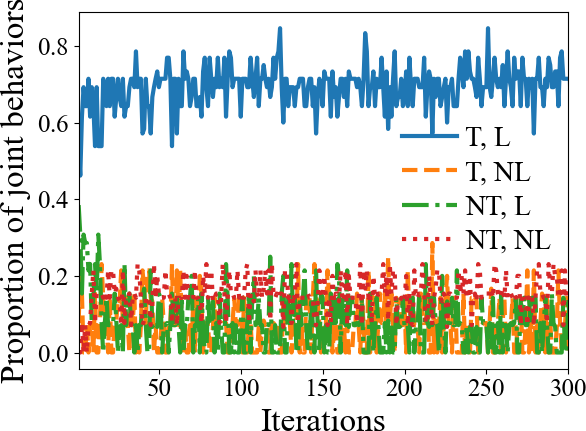 Proportion of joint behaviors
0.8
0.6
0.4
0.2
0.0
T, L
T, NL
NT, L
NT, NL
50 100 150 200 250 300
Iterations